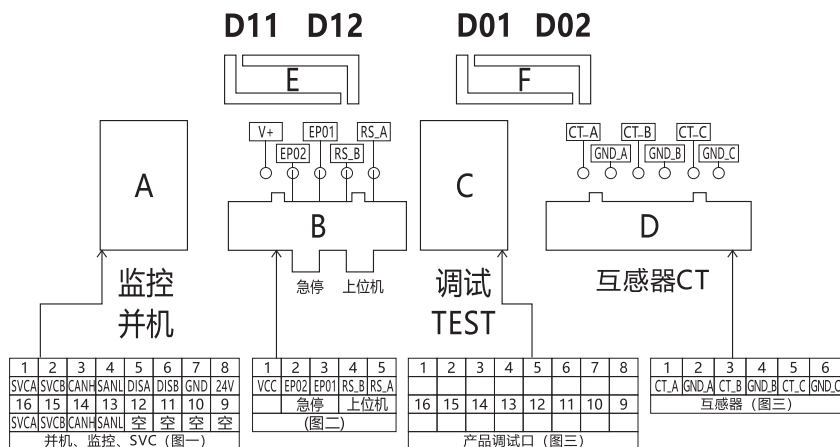 D11 D12 D01 D02
E F
V+ EP01 RS_A CT_A CT_B CT_C
EP02 RS_B GND_A GND_B GND_C
A B C D
急停 上位机
监控
并机
调试
TEST
互感器CT
1 2 3 4 5 6 7 8
SVCA SVCB CANH SANL DISA DISB GND 24V
16 15 14 13 12 11 10 9
SVCA SVCB CANH SANL 空 空 空 空
并机、监控、SVC（图一）
1 2 3 4 5
VCC EP02 EP01 RS_B RS_A
急停 上位机
(图二)
1 2 3 4 5 6 7 8
16 15 14 13 12 11 10 9
产品调试口（图三）
1 2 3 4 5 6
CT_A GND_A CT_B GND_B CT_C GND_C
互感器（图三）